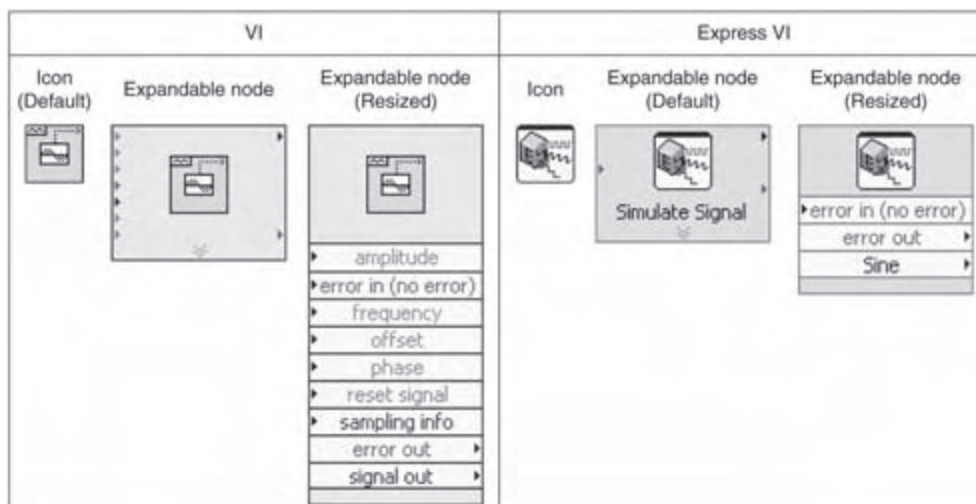 VI
Icon
(Default)
Expandable node
Expandable node
(Resized)
amplitude
error in (no error)
frequency
offset
phase
reset signal
sampling info
error out
signal out
Express VI
Icon
Expandable node
(Default)
Simulate Signal
Expandable node
(Resized)
error in (no error)
error out
Sine